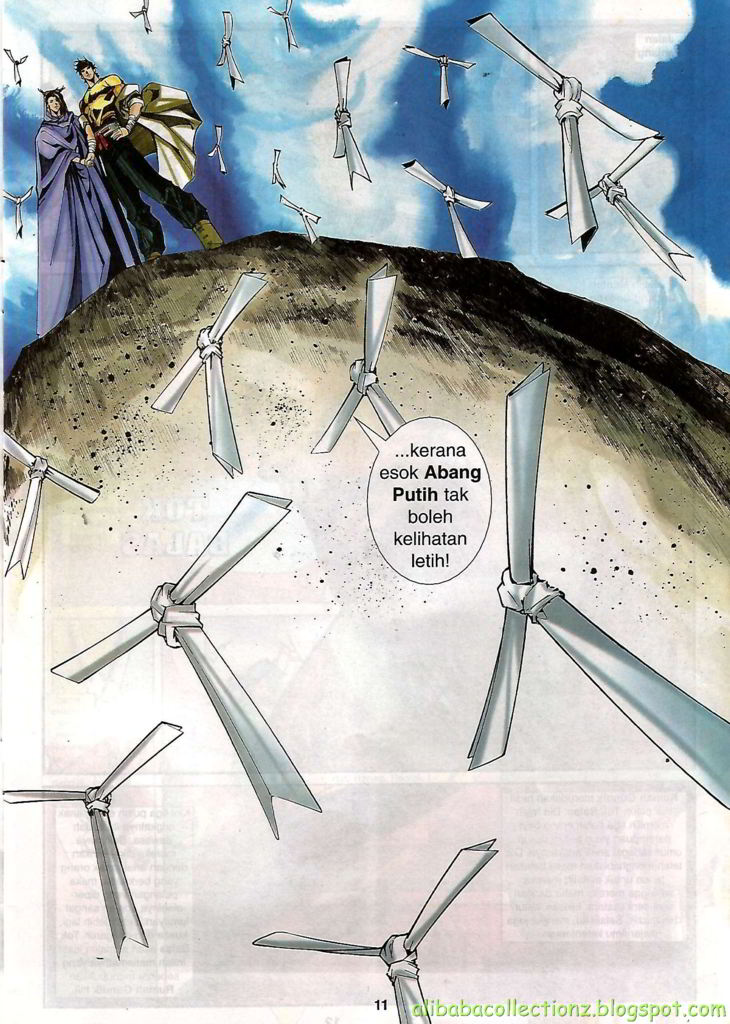 ...kerana
esok Abang
Putih tak
boleh
kelihatan
letih!
11
alibabacollectionz.blogspot.com